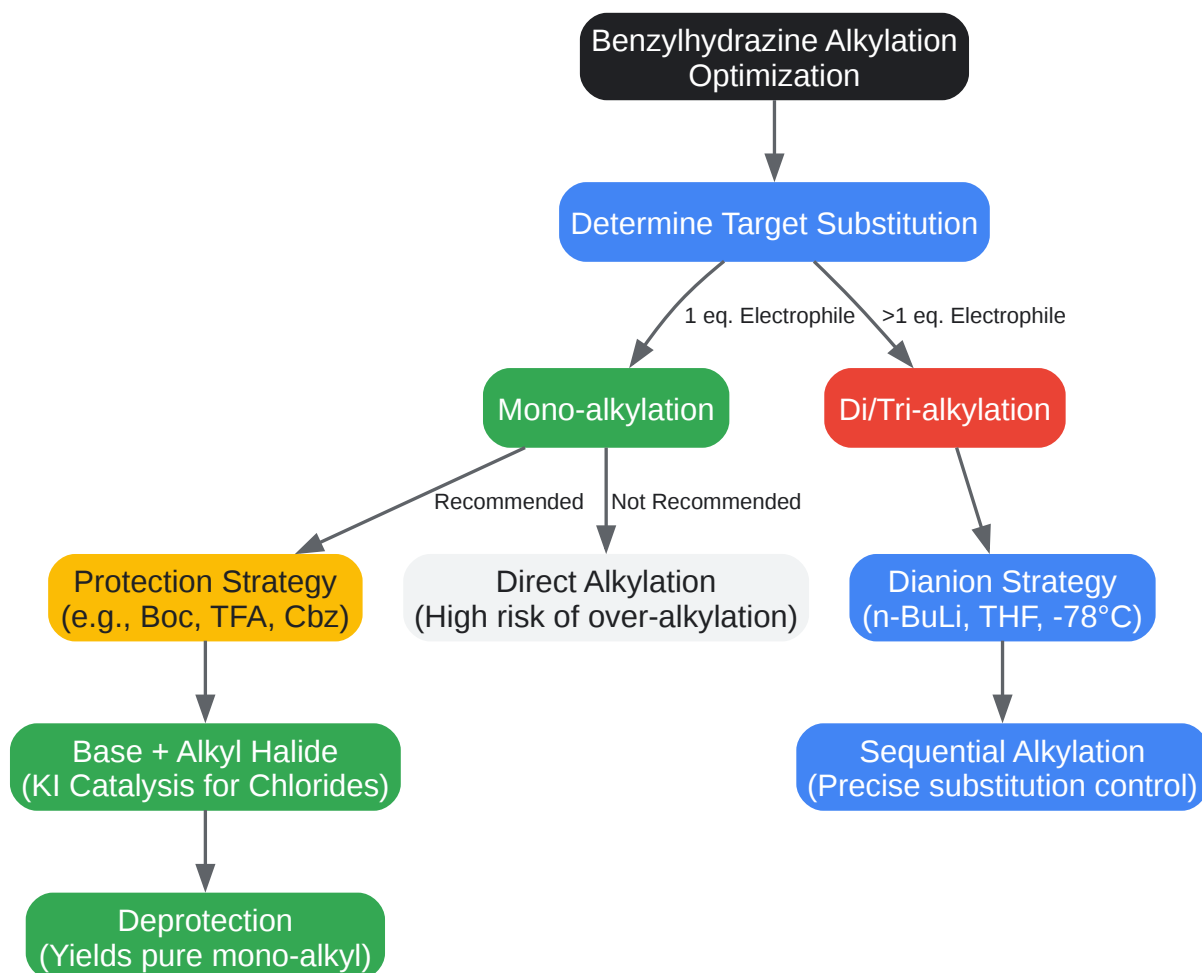 Benzylhydrazine Alkylation
Optimization
Determine Target Substitution
1 eq. Electrophile
>1 eq. Electrophile
Mono-alkylation
Di/Tri-alkylation
Recommended
Not Recommended
Protection Strategy
(e.g., Boc, TFA, Cbz)
Direct Alkylation
(High risk of over-alkylation)
Dianion Strategy
(n-BuLi, THF, -78°C)
Base + Alkyl Halide
(KI Catalysis for Chlorides)
Sequential Alkylation
(Precise substitution control)
Deprotection
(Yields pure mono-alkyl)